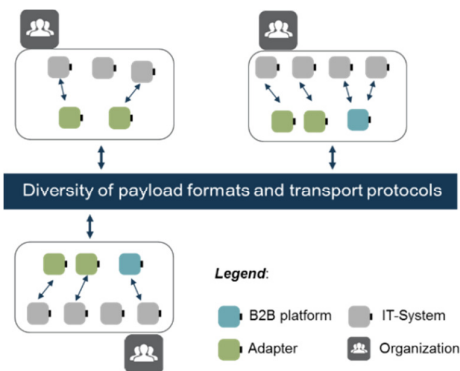 Diversity of payload formats and transport protocols
Legend:
B2B platform
IT-System
Adapter
Organization